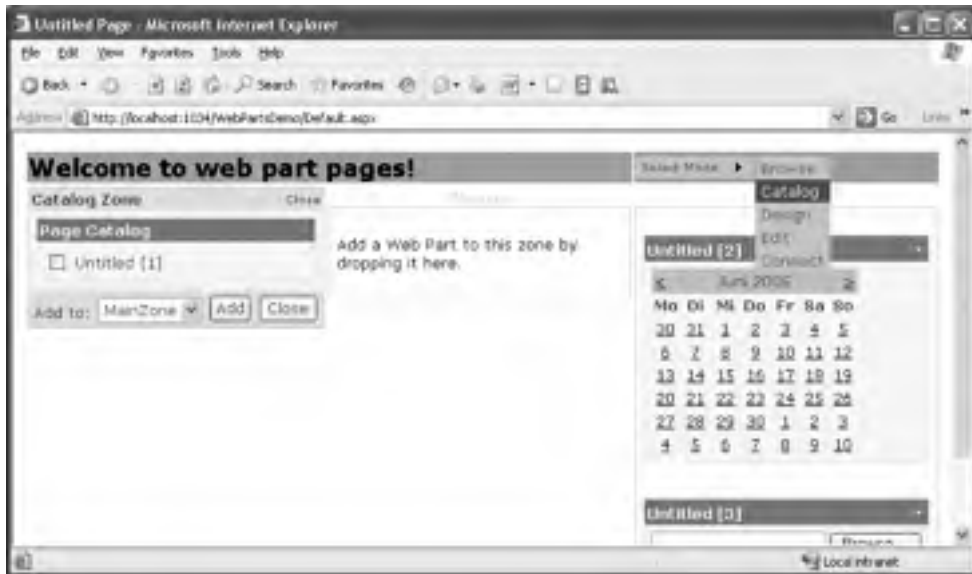 Untitled Page - Microsoft Internet Explorer
File Edit View Favorites Tools Help
Back Search Favorites
Address http://localhost:1034/WebPartsDemo/Default.aspx Go Links
Welcome to web part pages!
Select Mode Browse
Catalog
Design
Edit
Connect
Catalog Zone Close
Page Catalog
Untitled [1]
Add to: MainZone Add Close
Add a Web Part to this zone by
dropping it here.
Untitled [2]
< Juni 2005 >
Mo Di Mi Do Fr Sa So
30 31 1 2 3 4 5
6 7 8 9 10 11 12
13 14 15 16 17 18 19
20 21 22 23 24 25 26
27 28 29 30 1 2 3
4 5 6 7 8 9 10
Untitled [3]
Browse...
Local intranet